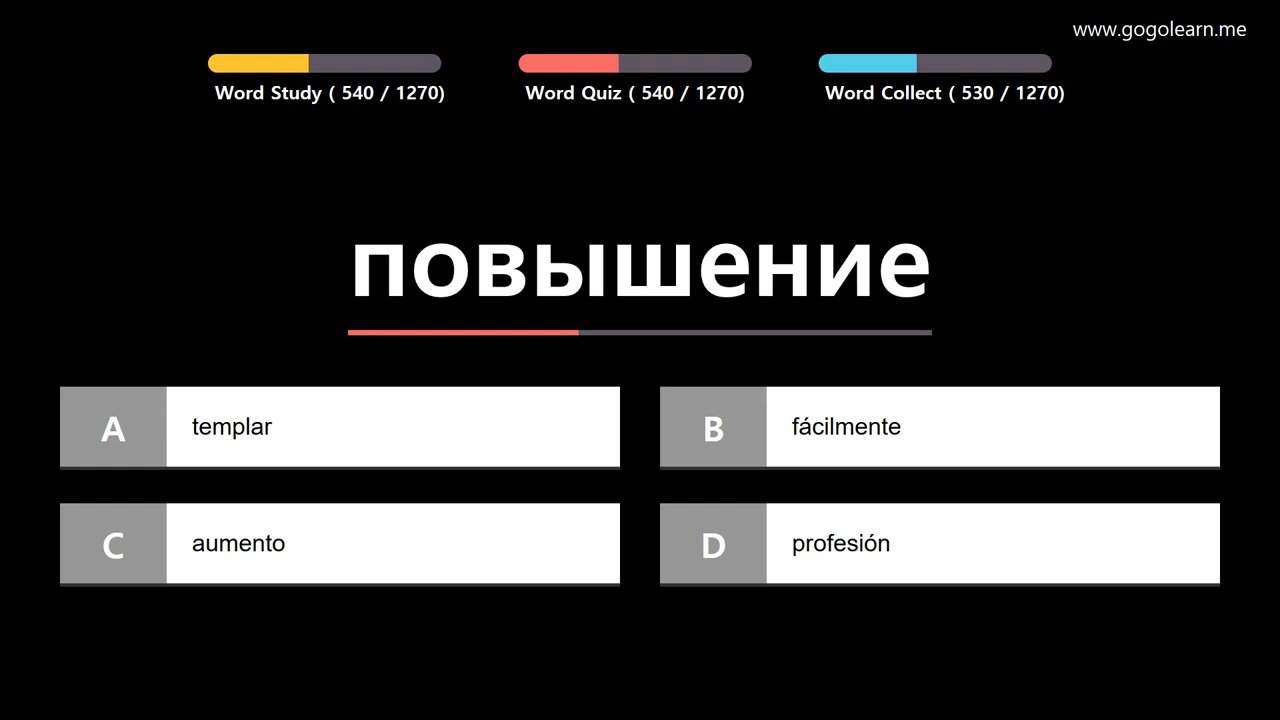 www.gogolearn.me
Word Study ( 540 / 1270)
Word Quiz ( 540 / 1270)
Word Collect ( 530 / 1270)
повышение
A templar
B fácilmente
C aumento
D profesión